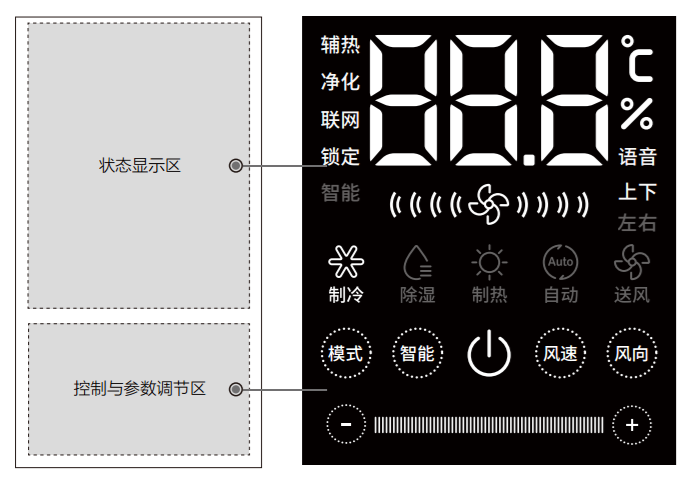 状态显示区
控制与参数调节区
辅热
净化
联网
锁定
智能
88.8
℃
%
语音
上下
左右
Auto
制冷 除湿 制热 自动 送风
模式 智能 风速 风向
- +